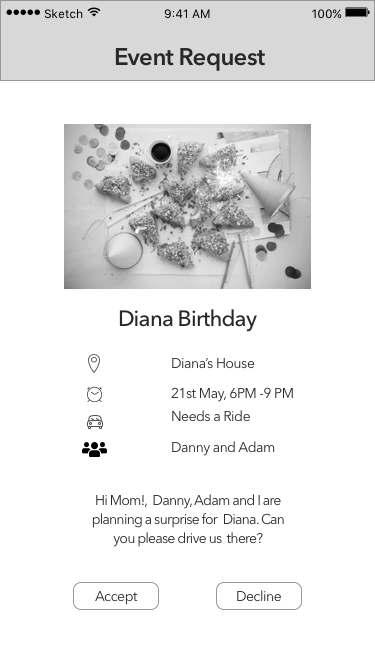 Sketch 9:41 AM 100%
Event Request
Diana Birthday
Diana's House
21st May, 6PM -9 PM
Needs a Ride
Danny and Adam
Hi Mom!, Danny, Adam and I are
planning a surprise for Diana. Can
you please drive us there?
Accept Decline